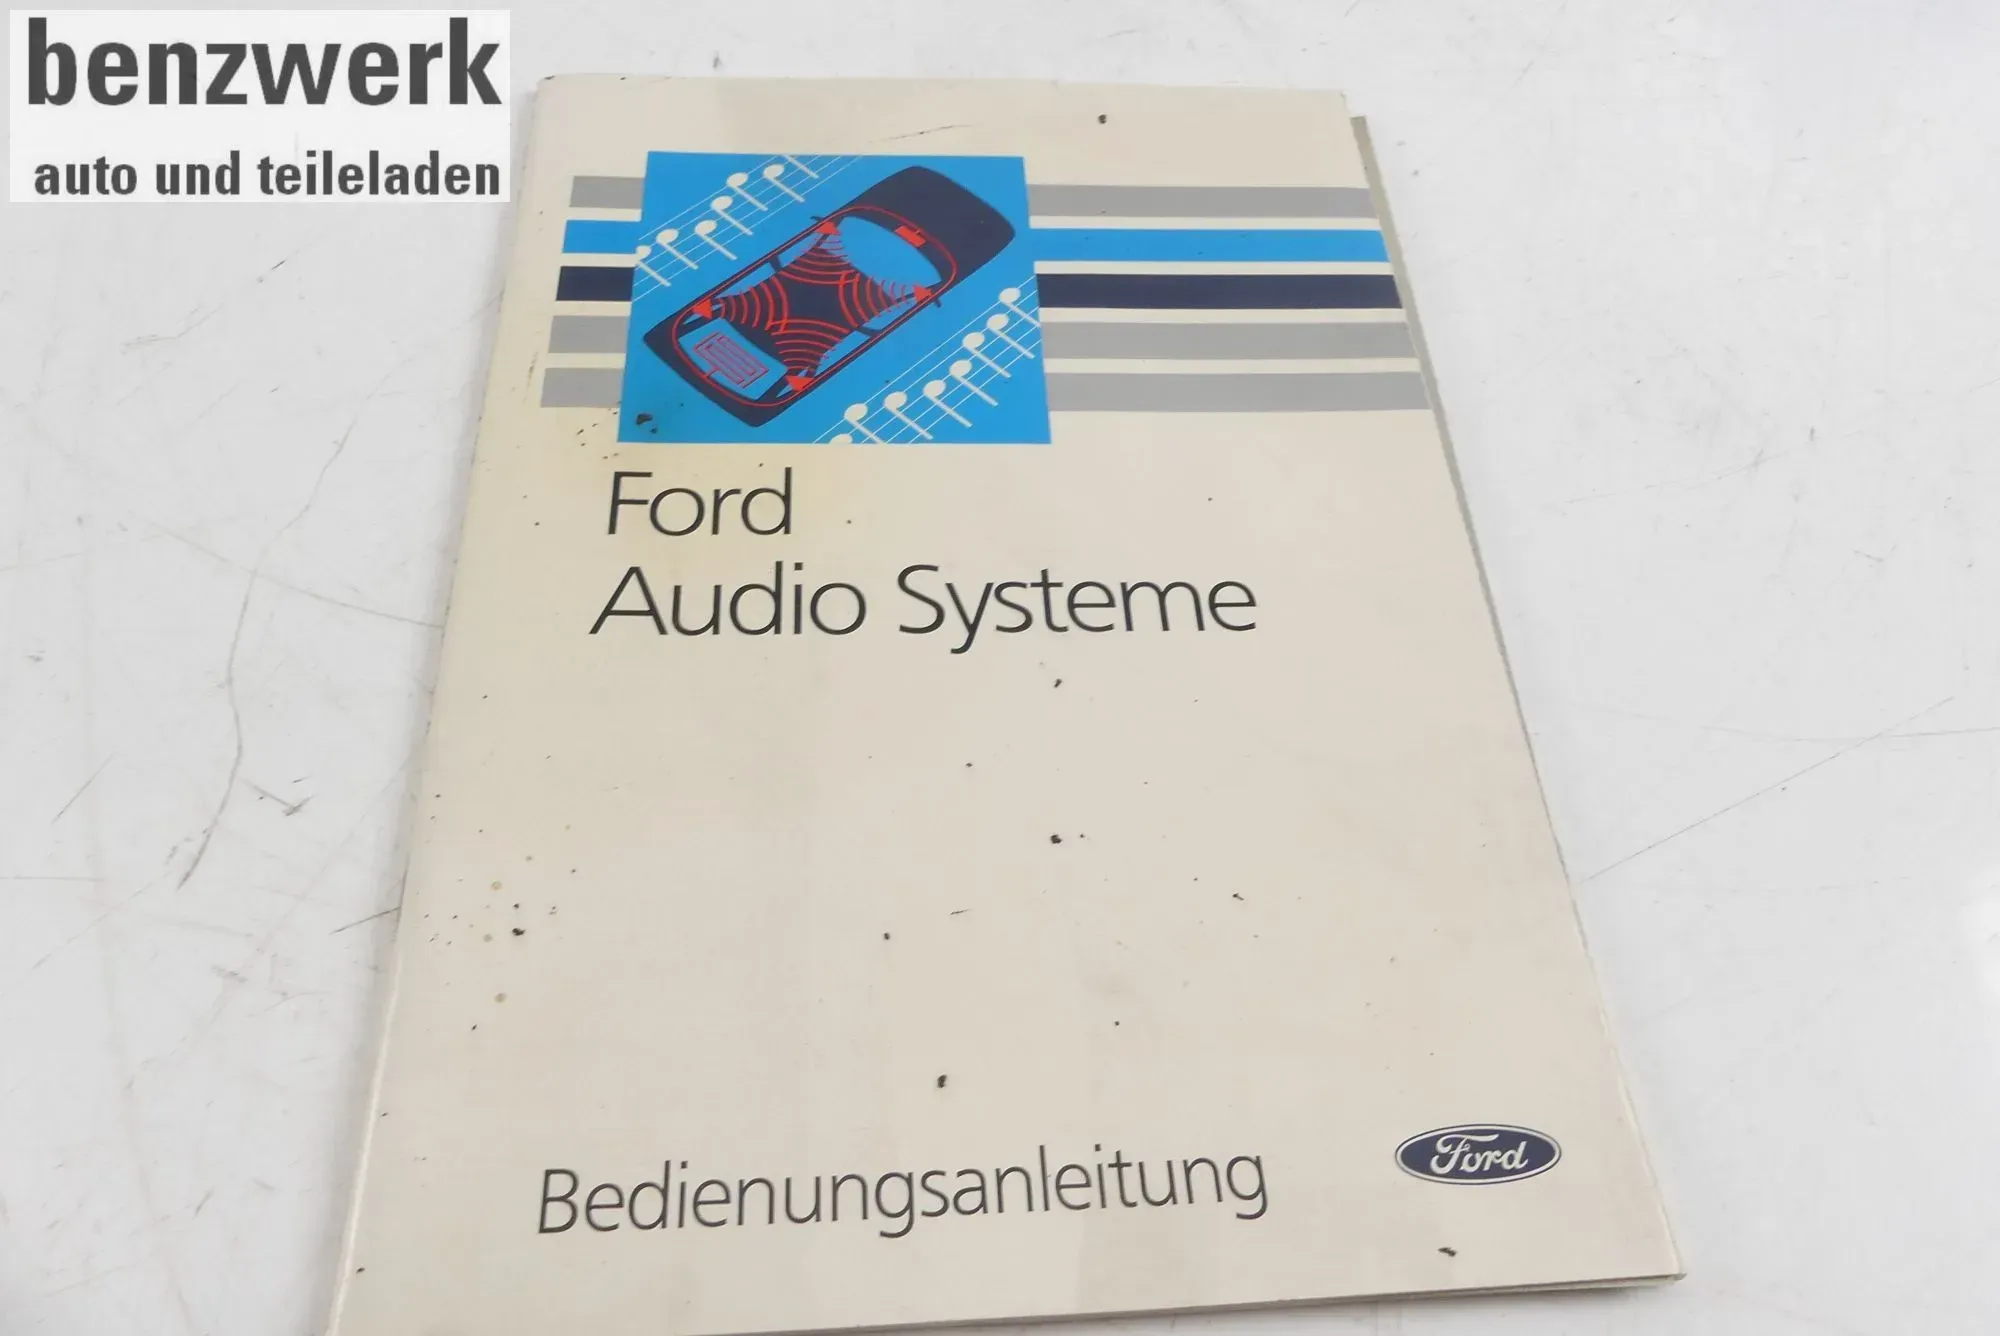 benzwerk
auto und teileladen
Ford
Audio Systeme
Bedienungsanleitung
Ford